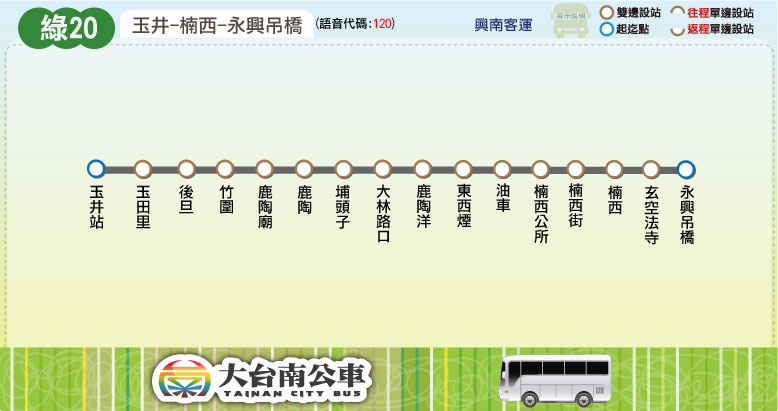 綠20
玉井-楠西-永興吊橋
(語音代碼:120)
興南客運
圖示說明
雙邊設站
起迄點
往程單邊設站
返程單邊設站
玉井站
玉田里
後旦
竹圍
鹿陶廟
鹿陶
埔頭子
大林路口
鹿陶洋
東西煙
油車
楠西公所
楠西街
楠西
玄空法寺
永興吊橋
大台南公車
TAINAN CITY BUS